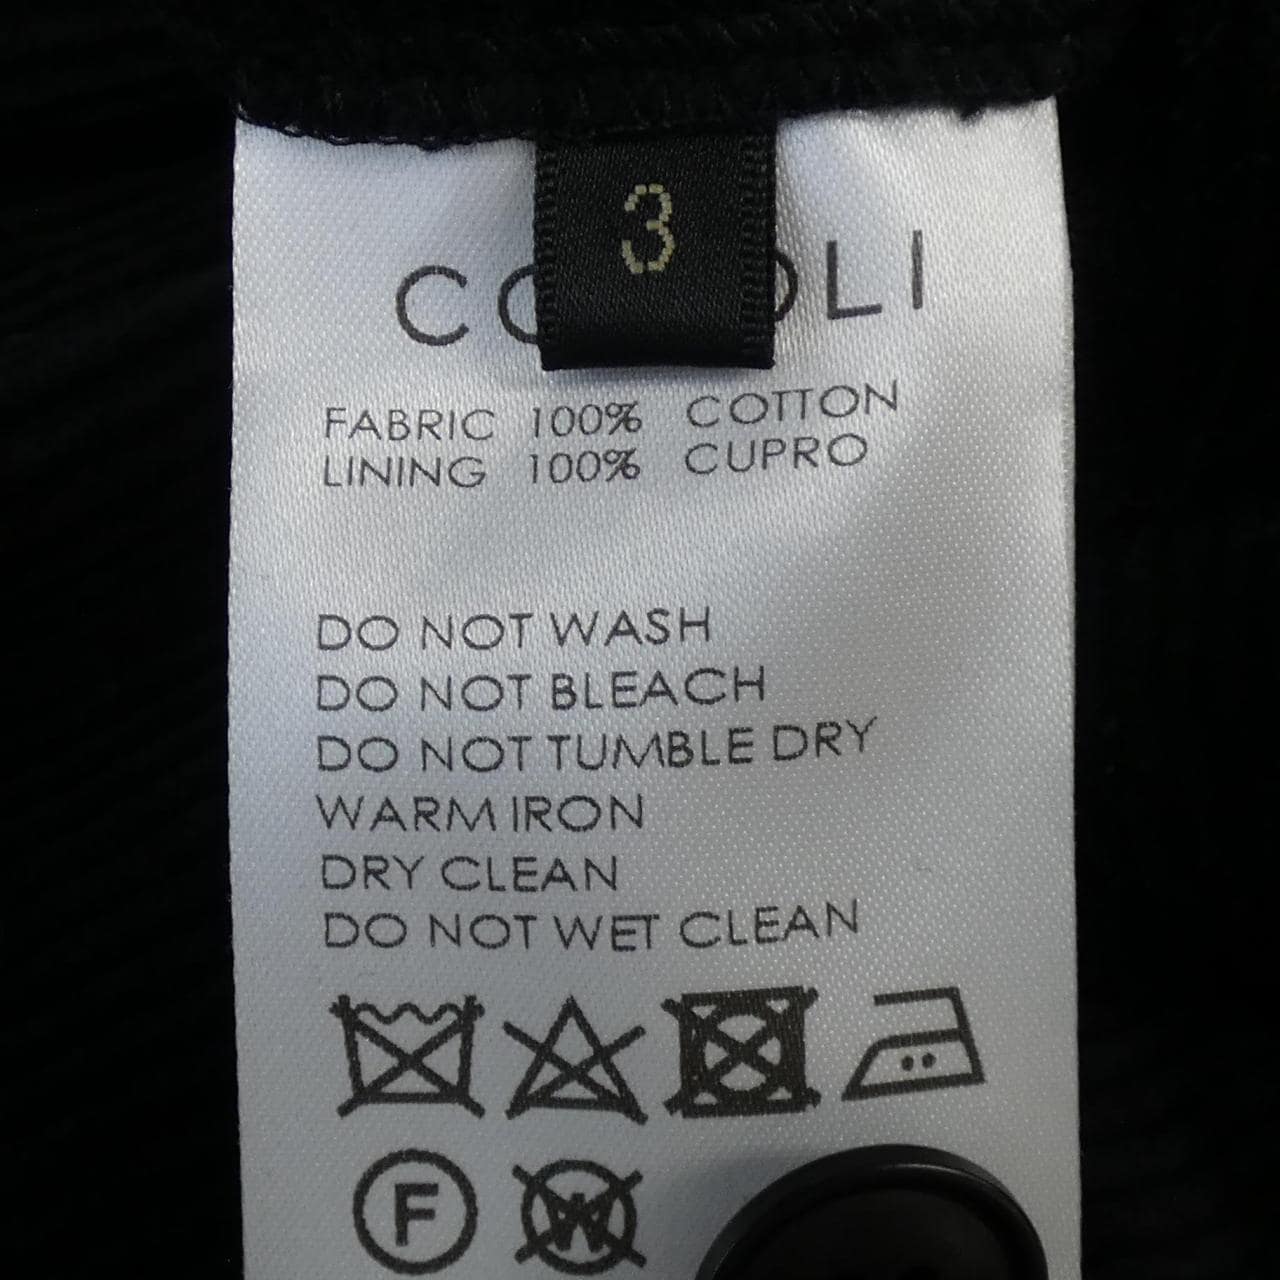 3
FABRIC 100% COTTON
LINING 100% CUPRO
DO NOT WASH
DO NOT BLEACH
DO NOT TUMBLE DRY
WARM IRON
DRY CLEAN
DO NOT WET CLEAN
F
W